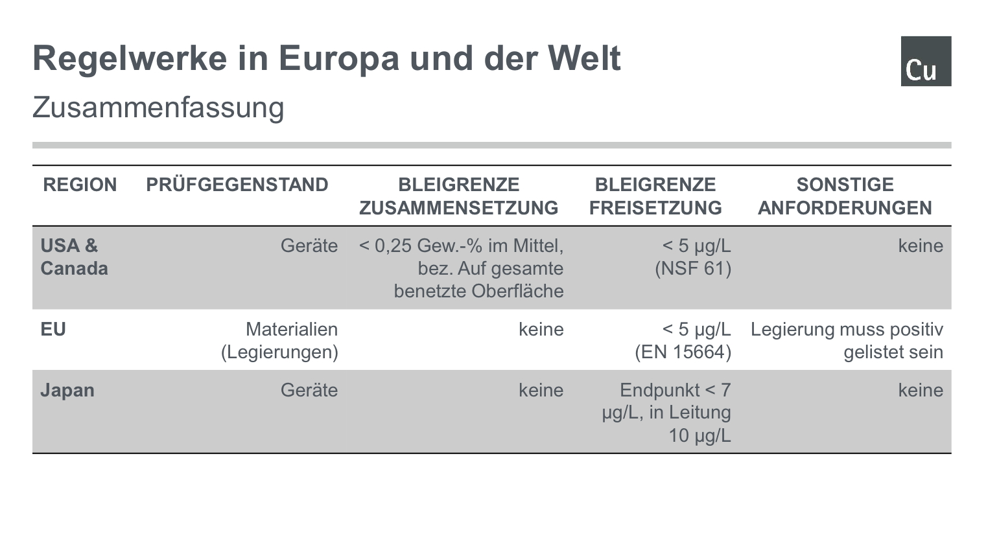 Regelwerke in Europa und der Welt
Cu
Zusammenfassung
REGION PRÜFGEGENSTAND BLEIGRENZE ZUSAMMENSETZUNG BLEIGRENZE FREISETZUNG SONSTIGE ANFORDERUNGEN
USA & Canada Geräte < 0,25 Gew.-% im Mittel, bez. Auf gesamte benetzte Oberfläche < 5 µg/L (NSF 61) keine
EU Materialien (Legierungen) keine < 5 µg/L (EN 15664) Legierung muss positiv gelistet sein
Japan Geräte keine Endpunkt < 7 µg/L, in Leitung 10 µg/L keine